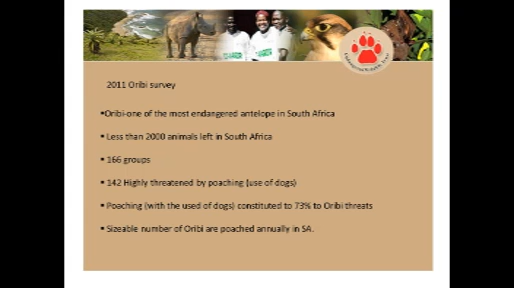 2011 Oribi survey
▪Oribi-one of the most endangered antelope in South Africa
▪ Less than 2000 animals left in South Africa
▪ 166 groups
▪ 142 Highly threatened by poaching (use of dogs)
▪ Poaching (with the used of dogs) constituted to 73% to Oribi threats
▪ Sizeable number of Oribi are poached annually in SA.